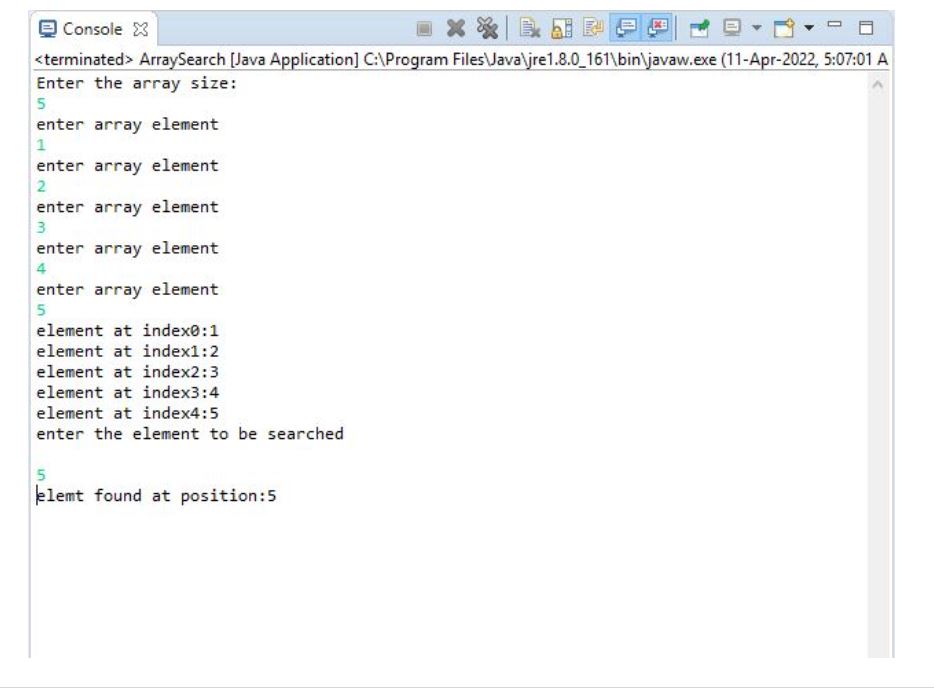 Console
<terminated> ArraySearch [Java Application] C:\Program Files\Java\jre1.8.0_161\bin\javaw.exe (11-Apr-2022, 5:07:01 A
Enter the array size:
5
enter array element
1
enter array element
2
enter array element
3
enter array element
4
enter array element
5
element at index0:1
element at index1:2
element at index2:3
element at index3:4
element at index4:5
enter the element to be searched
5
elemt found at position:5